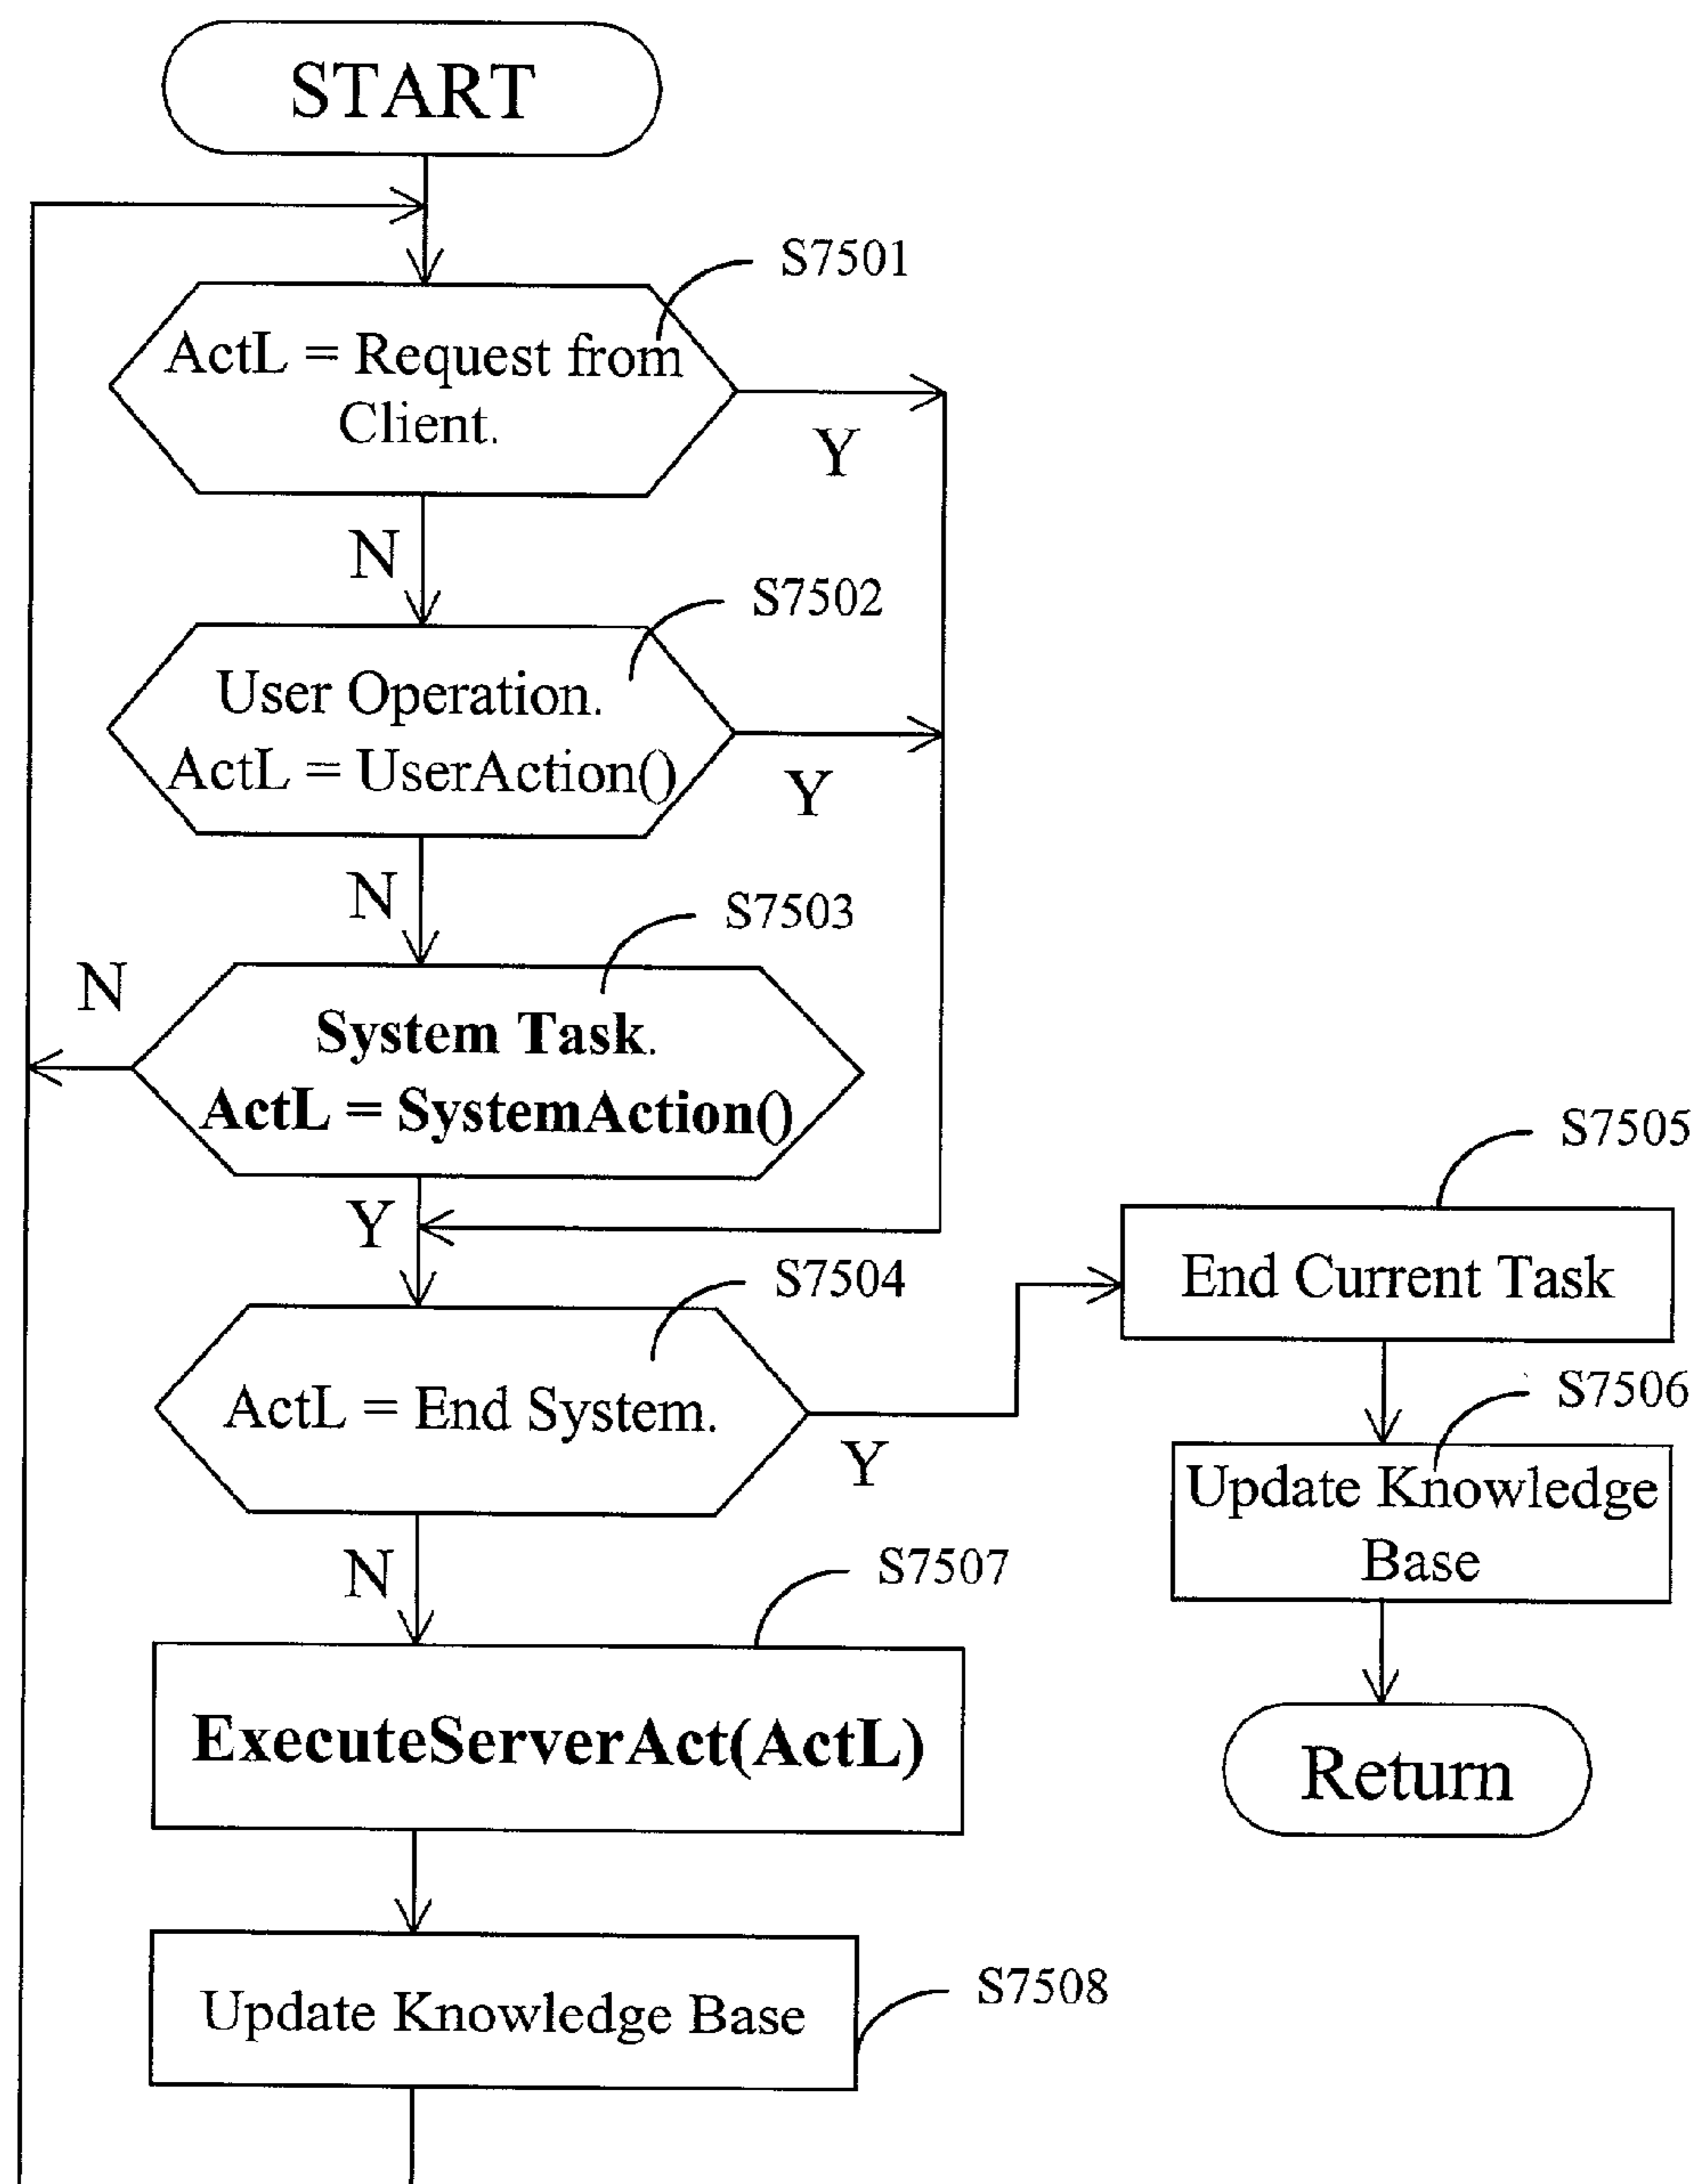 START
S7501
ActL = Request from
Client.
Y
N
S7502
User Operation.
ActL = UserAction()
Y
N
S7503
N
System Task.
ActL = SystemAction()
Y
S7504
ActL = End System.
Y
N
S7505
End Current Task
S7506
Update Knowledge
Base
Return
S7507
ExecuteServerAct(ActL)
S7508
Update Knowledge Base